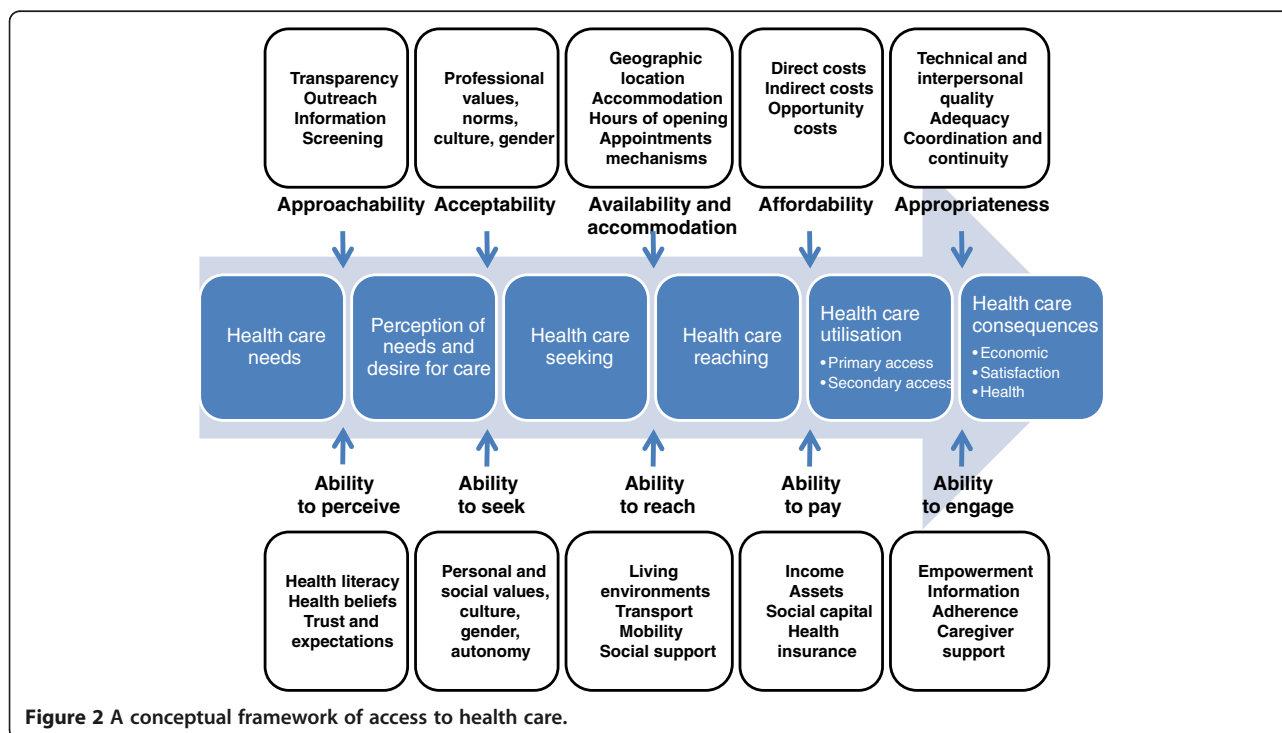 Transparency
Outreach
Information
Screening
Professional
values,
norms,
culture, gender
Geographic
location
Accommodation
Hours of opening
Appointments
mechanisms
Direct costs
Indirect costs
Opportunity
costs
Technical and
interpersonal
quality
Adequacy
Coordination and
continuity
Approachability
Acceptability
Availability and
accommodation
Affordability
Appropriateness
Health care
needs
Perception of
needs and
desire for care
Health care
seeking
Health care
reaching
Health care
utilisation
• Primary access
• Secondary access
Health care
consequences
• Economic
• Satisfaction
• Health
Ability
to perceive
Ability
to seek
Ability
to reach
Ability
to pay
Ability
to engage
Health literacy
Health beliefs
Trust and
expectations
Personal and
social values,
culture,
gender,
autonomy
Living
environments
Transport
Mobility
Social support
Income
Assets
Social capital
Health
insurance
Empowerment
Information
Adherence
Caregiver
support
Figure 2 A conceptual framework of access to health care.